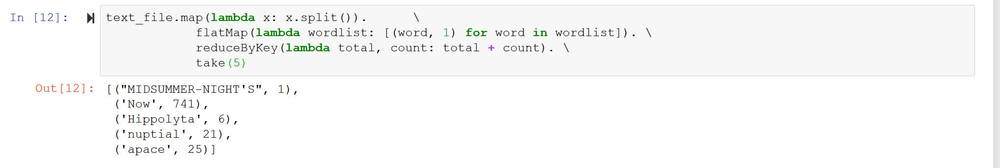 In [12]: text_file.map(lambda x: x.split()). \
flatMap(lambda wordlist: [(word, 1) for word in wordlist]). \
reduceByKey(lambda total, count: total + count). \
take(5)
Out[12]: [("MIDSUMMER-NIGHT'S", 1),
('Now', 741),
('Hippolyta', 6),
('nuptial', 21),
('apace', 25)]